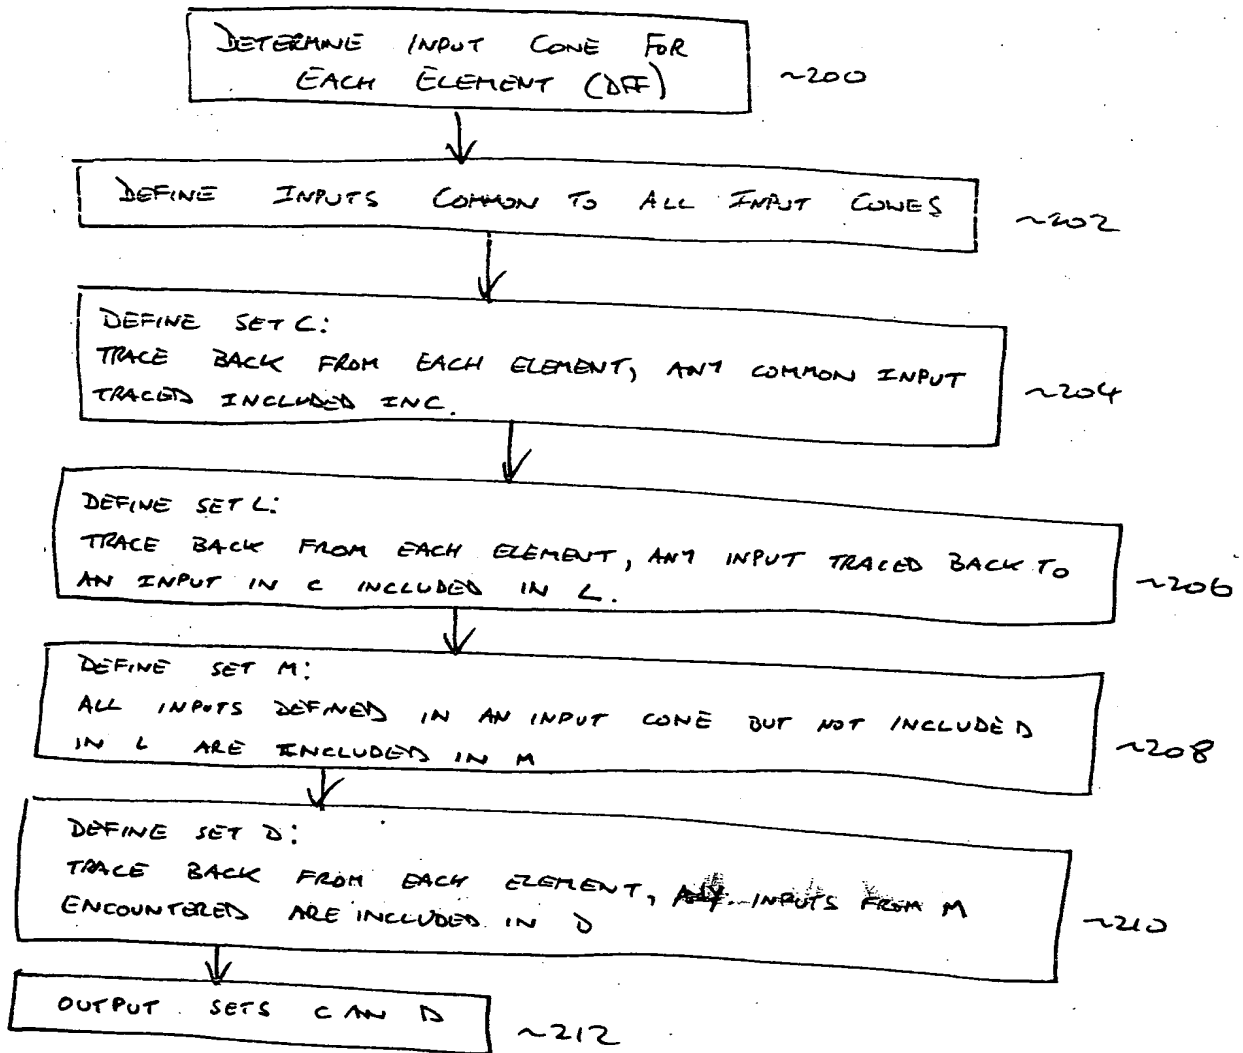 DETERMINE INPUT CONE FOR
EACH ELEMENT (DFF)
~200
DEFINE INPUTS COMMON TO ALL INPUT CONES
~202
DEFINE SET C:
TRACE BACK FROM EACH ELEMENT, ANY COMMON INPUT
TRACED INCLUDED IN C.
~204
DEFINE SET L:
TRACE BACK FROM EACH ELEMENT, ANY INPUT TRACED BACK TO
AN INPUT IN C INCLUDED IN L.
~206
DEFINE SET M:
ALL INPUTS DEFINED IN AN INPUT CONE BUT NOT INCLUDED
IN L ARE INCLUDED IN M
~208
DEFINE SET D:
TRACE BACK FROM EACH ELEMENT, ANY INPUTS FROM M
ENCOUNTERED ARE INCLUDED IN D
~210
OUTPUT SETS C AN D
~212